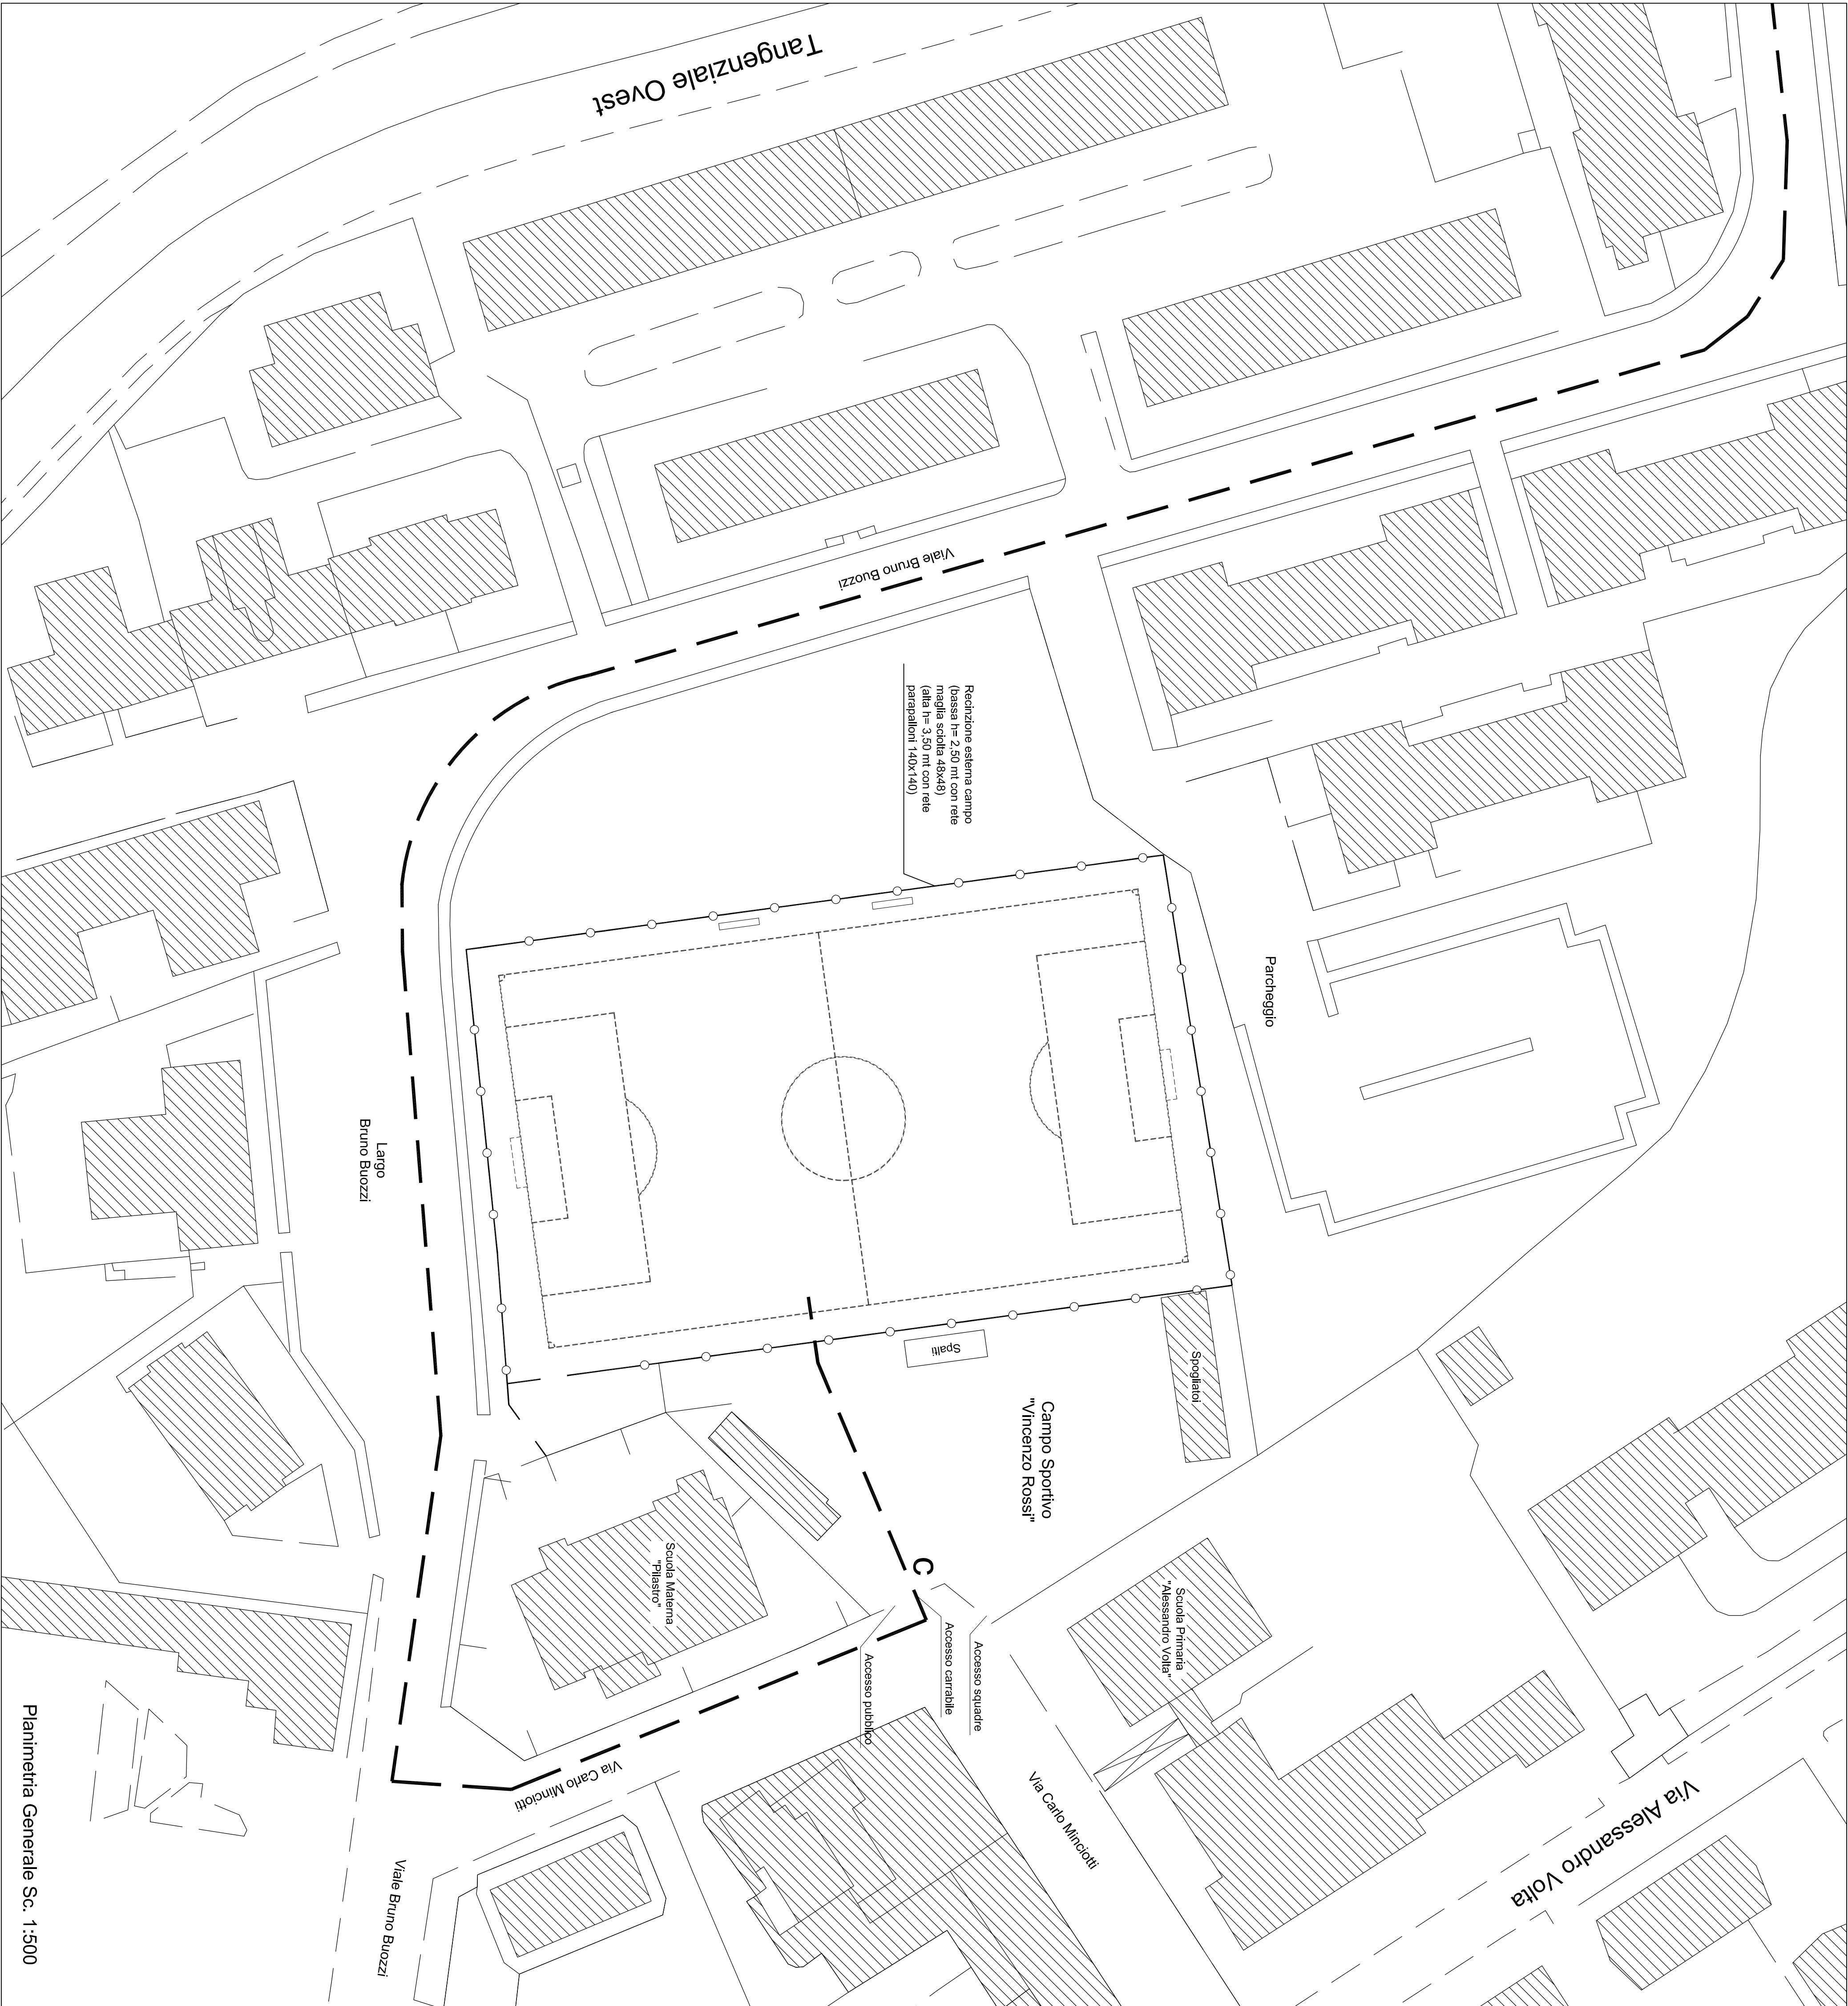 Tangenziale Ovest
Viale Bruno Buozzi
Recinzione esterna campo
(bassa h= 2,50 mt con rete
maglia sciolta 48x48)
(alta h= 3,50 mt con rete
parapalloni 140x140)
Parcheggio
Largo
Bruno Buozzi
Spalti
Spogliatoi
Campo Sportivo
"Vincenzo Rossi"
C
Scuola Materna
"Pilastro"
Scuola Primaria
"Alessandro Volta"
Accesso squadre
Accesso carrabile
Accesso pubblico
Via Carlo Minciotti
Via Carlo Minciotti
Via Alessandro Volta
Viale Bruno Buozzi
Planimetria Generale Sc. 1:500